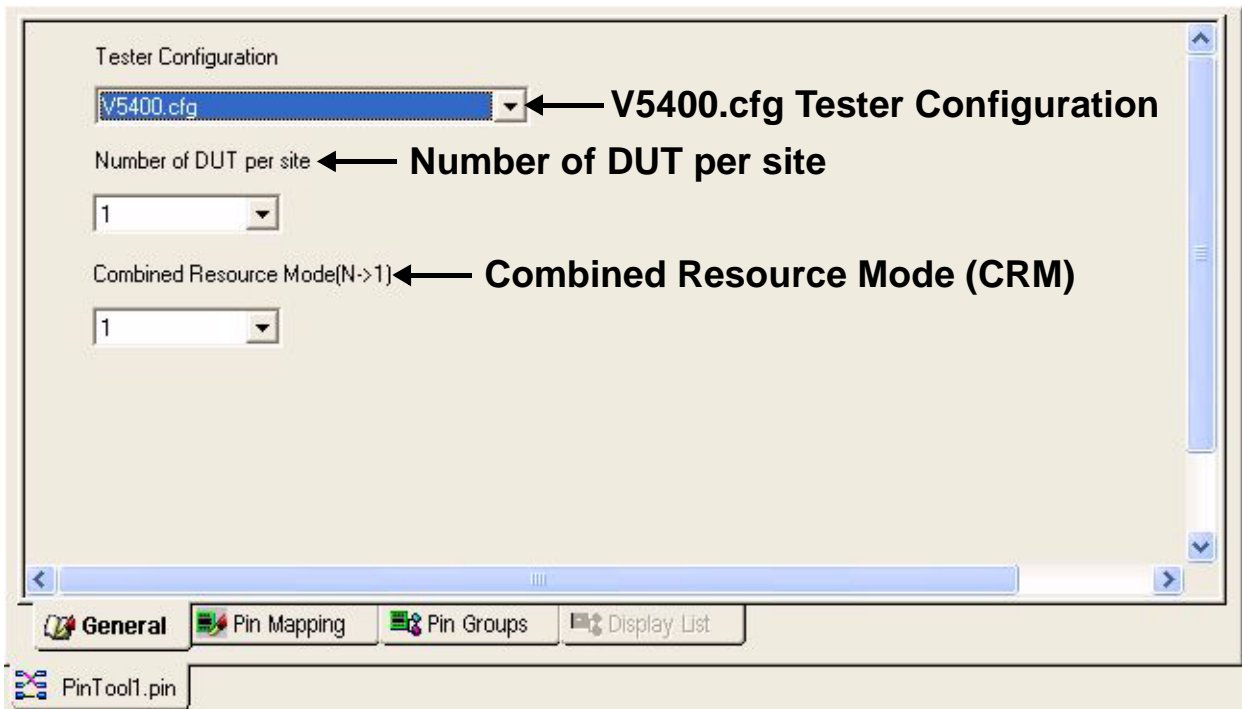 Tester Configuration
V5400.cfg
V5400.cfg Tester Configuration
Number of DUT per site
Number of DUT per site
1
Combined Resource Mode(N->1)
Combined Resource Mode (CRM)
1
General
Pin Mapping
Pin Groups
Display List
PinTool1.pin